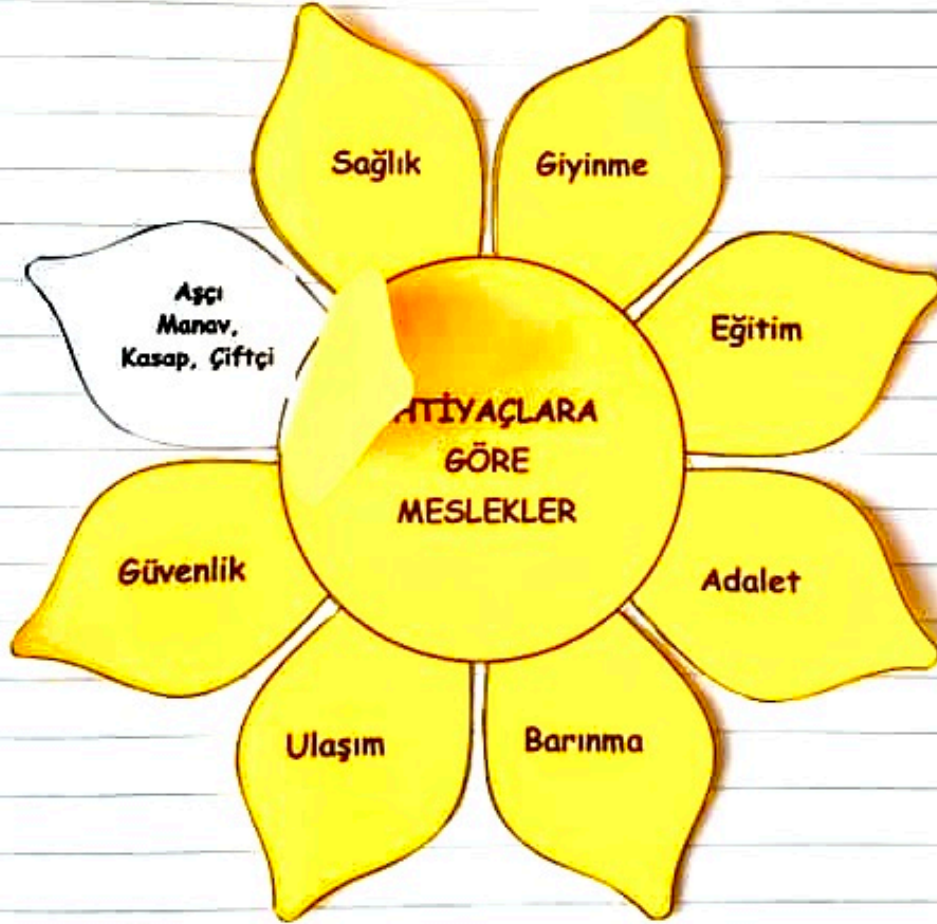 Sağlık
Giyinme
Aşçı
Manav,
Kasap, Çiftçi
Eğitim
HTİYAÇLARA
GÖRE
MESLEKLER
Güvenlik
Adalet
Ulaşım
Barınma